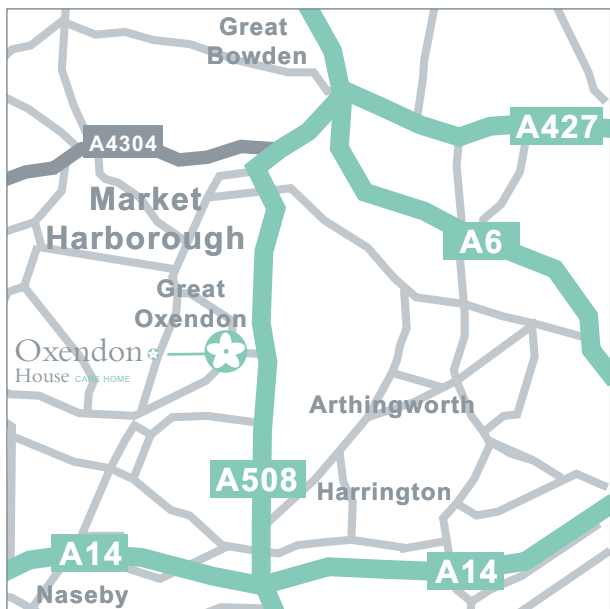 Great
Bowden
A427
A4304
Market
Harborough
A6
Great
Oxendon
Oxendon
House CARE HOME
Arthingworth
A508
Harrington
A14
A14
Naseby